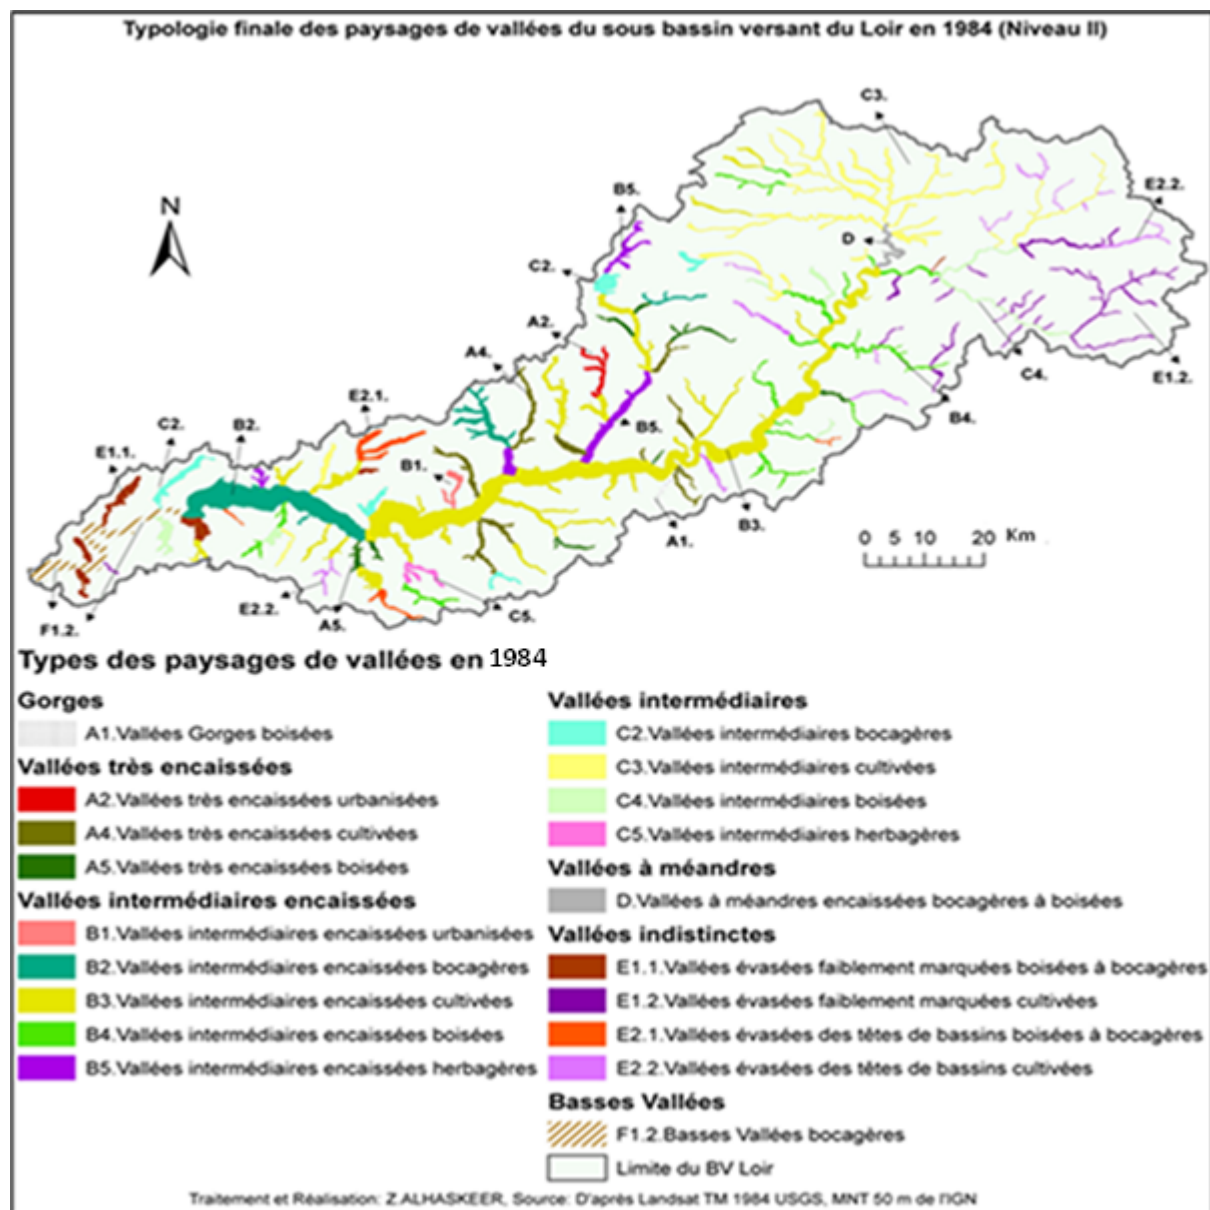 Typologie finale des paysages de vallées du sous bassin versant du Loir en 1984 (Niveau II)
C3.
B5.
E2.2.
D
C2.
A2.
A4.
E2.1.
C4.
E1.2.
B4.
B5.
C2.
B2.
E1.1.
B1.
N
A1.
B3.
0 5 10 20 Km
E2.2.
A5.
C5.
F1.2.
Types des paysages de vallées en 1984
Gorges
A1.Vallées Gorges boisées
Vallées très encaissées
A2.Vallées très encaissées urbanisées
A4.Vallées très encaissées cultivées
A5.Vallées très encaissées boisées
Vallées intermédiaires encaissées
B1.Vallées intermédiaires encaissées urbanisées
B2.Vallées intermédiaires encaissées bocagères
B3.Vallées intermédiaires encaissées cultivées
B4.Vallées intermédiaires encaissées boisées
B5.Vallées intermédiaires encaissées herbagères
Vallées intermédiaires
C2.Vallées intermédiaires bocagères
C3.Vallées intermédiaires cultivées
C4.Vallées intermédiaires boisées
C5.Vallées intermédiaires herbagères
Vallées à méandres
D.Vallées à méandres encaissées bocagères à boisées
Vallées indistinctes
E1.1.Vallées évasées faiblement marquées boisées à bocagères
E1.2.Vallées évasées faiblement marquées cultivées
E2.1.Vallées évasées des têtes de bassins boisées à bocagères
E2.2.Vallées évasées des têtes de bassins cultivées
Basses Vallées
F1.2.Basses Vallées bocagères
Limite du BV Loir
Traitement et Réalisation: Z.ALHASKEER, Source: D'après Landsat TM 1984 USGS, MNT 50 m de l'IGN